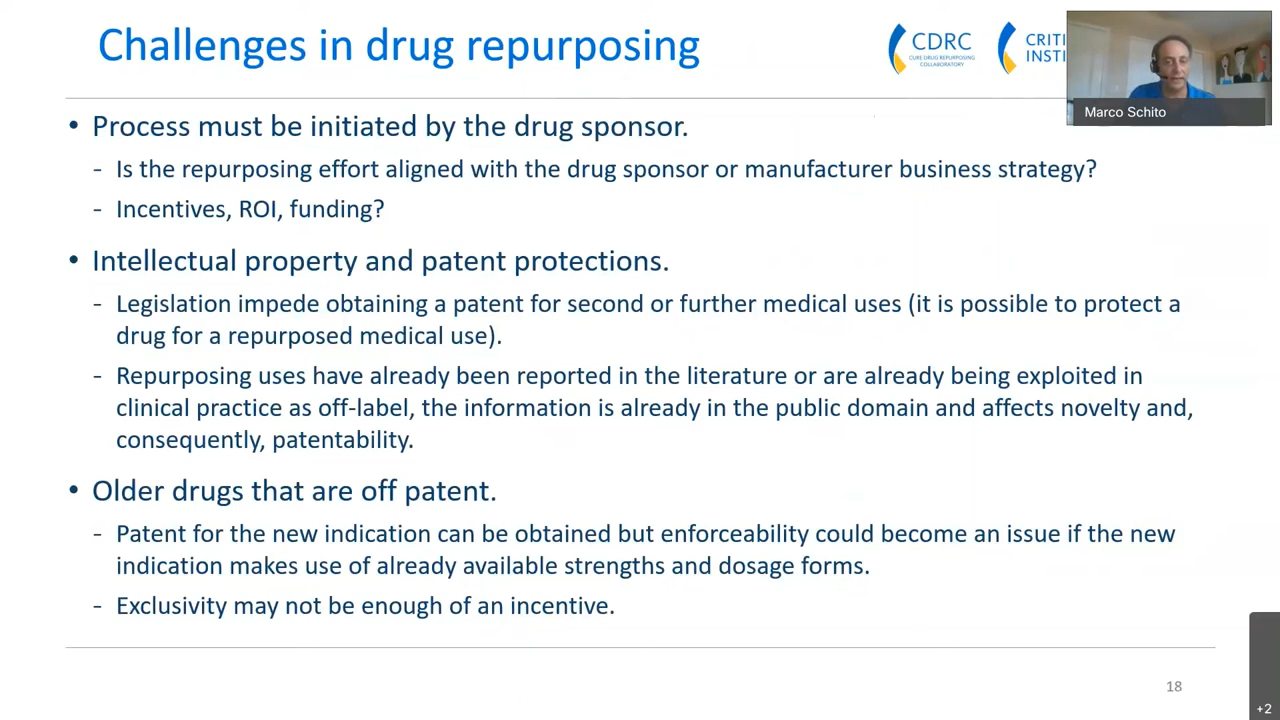 Challenges in drug repurposing
CDRC
CURE DRUG REPURPOSING
COLLABORATORY
CRITI
INSTI
Marco Schito
• Process must be initiated by the drug sponsor.
- Is the repurposing effort aligned with the drug sponsor or manufacturer business strategy?
- Incentives, ROI, funding?
• Intellectual property and patent protections.
- Legislation impede obtaining a patent for second or further medical uses (it is possible to protect a
drug for a repurposed medical use).
- Repurposing uses have already been reported in the literature or are already being exploited in
clinical practice as off-label, the information is already in the public domain and affects novelty and,
consequently, patentability.
• Older drugs that are off patent.
- Patent for the new indication can be obtained but enforceability could become an issue if the new
indication makes use of already available strengths and dosage forms.
- Exclusivity may not be enough of an incentive.
18
+2